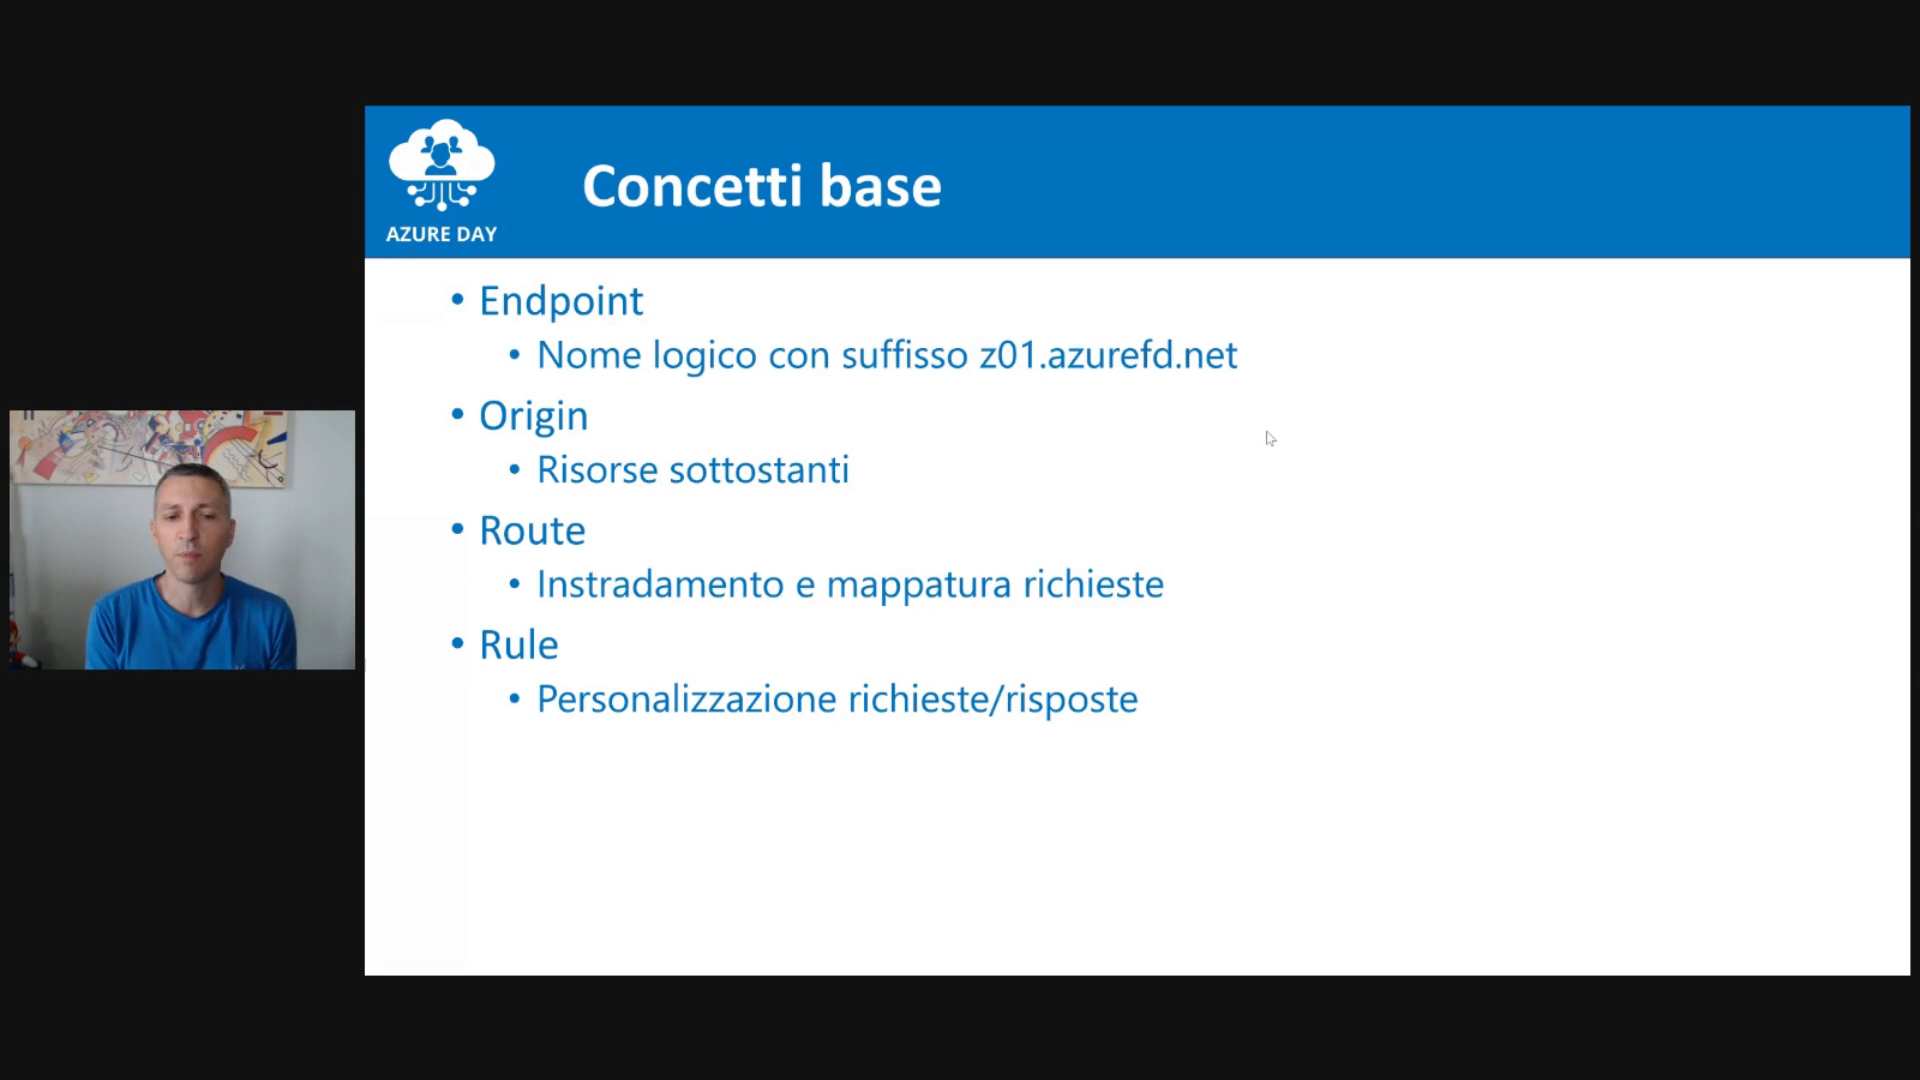 AZURE DAY
Concetti base
• Endpoint
• Nome logico con suffisso z01.azurefd.net
• Origin
• Risorse sottostanti
• Route
• Instradamento e mappatura richieste
• Rule
• Personalizzazione richieste/risposte